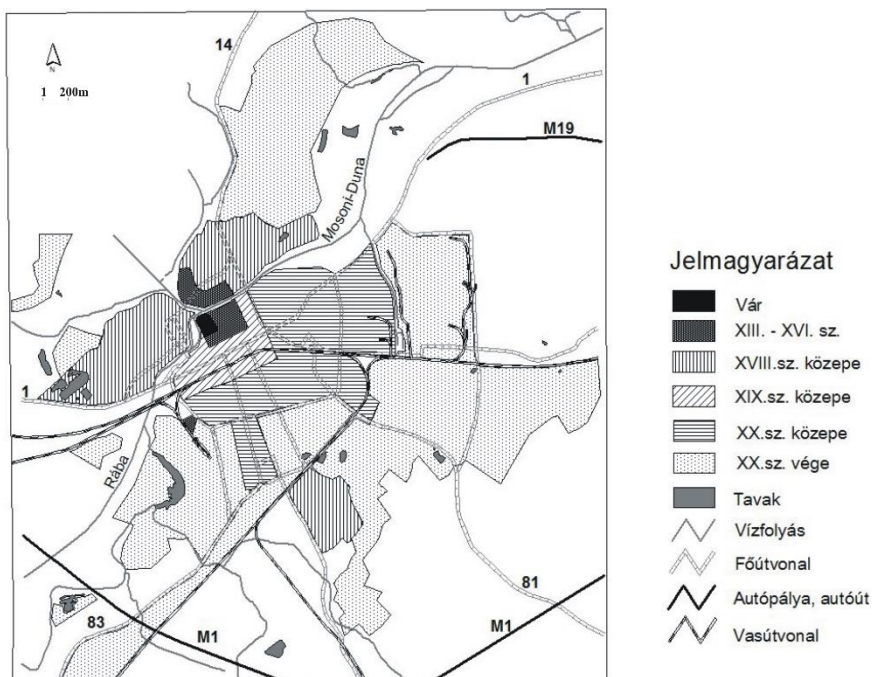 14
1
M19
N
1 200m
Mosoni-Duna
1
Rába
81
83
M1
M1
Jelmagyarázat
Vár
XIII. - XVI. sz.
XVIII.sz. közepe
XIX.sz. közepe
XX.sz. közepe
XX.sz. vége
Tavak
Vízfolyás
Főútvonal
Autópálya, autóút
Vasútvonal